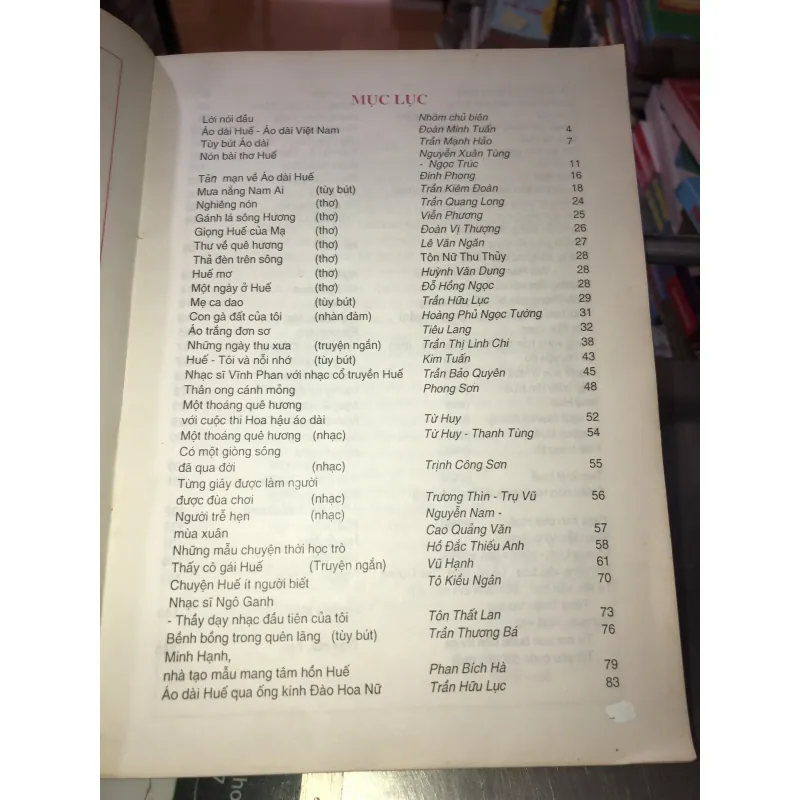 MỤC LỤC
Lời nói đầu Nhóm chủ biên
Áo dài Huế - Áo dài Việt Nam Đoàn Minh Tuấn 4
Tùy bút Áo dài Trần Mạnh Hảo 7
Nón bài thơ Huế Nguyễn Xuân Tùng
- Ngọc Trúc 11
Tản mạn về Áo dài Huế Đinh Phong 16
Mưa nắng Nam Ai (tùy bút) Trần Kiêm Đoàn 18
Nghiêng nón (thơ) Trần Quang Long 24
Gánh lá sông Hương (thơ) Viễn Phương 25
Giọng Huế của Mạ (thơ) Đoàn Vị Thượng 26
Thư về quê hương (thơ) Lê Văn Ngăn 27
Thả đèn trên sông (thơ) Tôn Nữ Thu Thủy 28
Huế mơ (thơ) Huỳnh Văn Dung 28
Một ngày ở Huế (thơ) Đỗ Hồng Ngọc 28
Mẹ ca dao (tùy bút) Trần Hữu Lục 29
Con gà đất của tôi (nhàn đàm) Hoàng Phủ Ngọc Tường 31
Áo trắng đơn sơ Tiêu Lang 32
Những ngày thu xưa (truyện ngắn) Trần Thị Linh Chi 38
Huế - Tôi và nỗi nhớ (tùy bút) Kim Tuấn 43
Nhạc sĩ Vĩnh Phan với nhạc cổ truyền Huế Trần Bảo Quyên 45
Thân ong cánh mỏng Phong Sơn 48
Một thoáng quê hương
với cuộc thi Hoa hậu áo dài Từ Huy 52
Một thoáng quê hương (nhạc) Từ Huy - Thanh Tùng 54
Có một giòng sông
đã qua đời (nhạc) Trịnh Công Sơn 55
Từng giây được làm người
được đùa chơi (nhạc) Trương Thìn - Trụ Vũ 56
Người trễ hẹn (nhạc) Nguyễn Nam -
mùa xuân Cao Quảng Văn 57
Những mẩu chuyện thời học trò Hồ Đắc Thiếu Anh 58
Thầy cô gái Huế (Truyện ngắn) Vũ Hạnh 61
Chuyện Huế ít người biết Tô Kiều Ngân 70
Nhạc sĩ Ngô Ganh
- Thầy dạy nhạc đầu tiên của tôi Tôn Thất Lan 73
Bềnh bồng trong quên lãng (tùy bút) Trần Thương Bá 76
Minh Hạnh,
nhà tạo mẫu mang tâm hồn Huế Phan Bích Hà 79
Áo dài Huế qua ống kính Đào Hoa Nữ Trần Hữu Lục 83